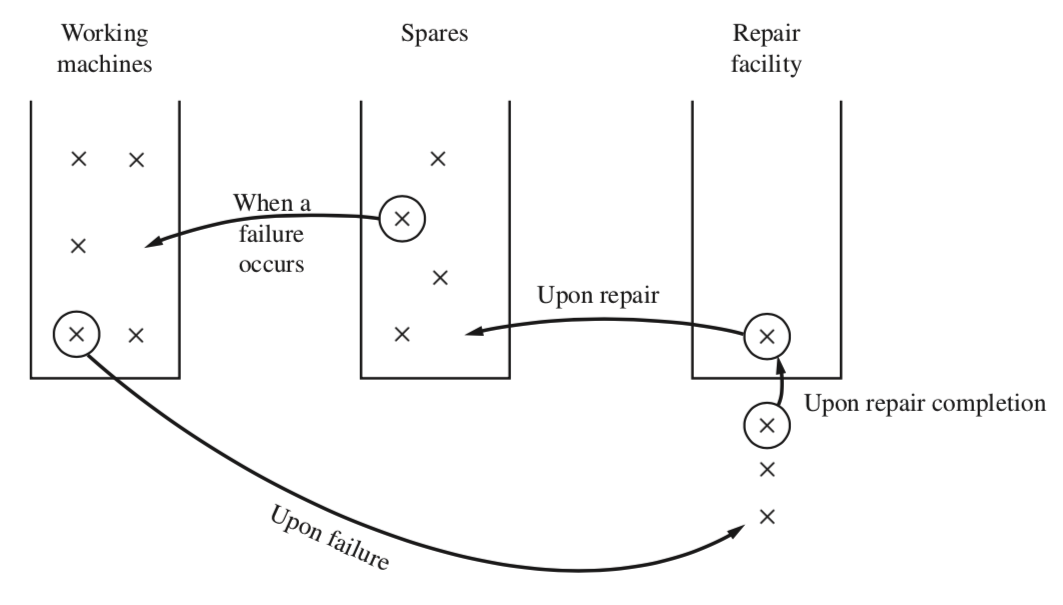 Working
machines
Spares
Repair
facility
When a
failure
occurs
Upon repair
Upon repair completion
Upon failure